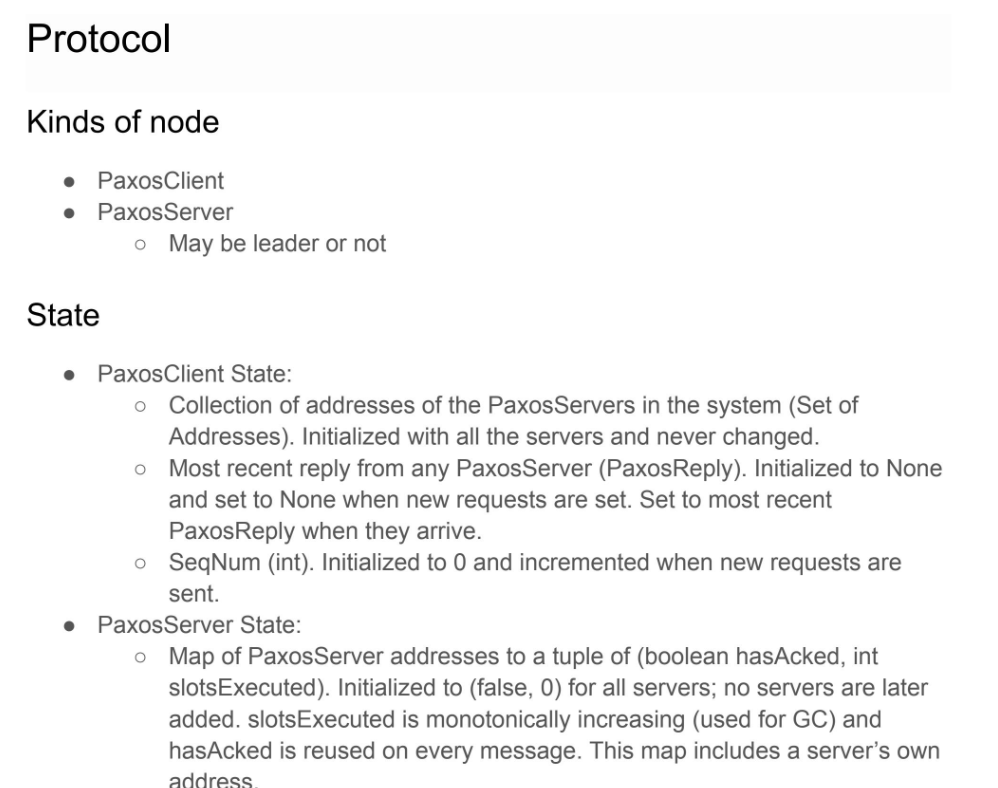 Protocol
Kinds of node
● PaxosClient
● PaxosServer
○ May be leader or not
State
● PaxosClient State:
○ Collection of addresses of the PaxosServers in the system (Set of
Addresses). Initialized with all the servers and never changed.
○ Most recent reply from any PaxosServer (PaxosReply). Initialized to None
and set to None when new requests are set. Set to most recent
PaxosReply when they arrive.
○ SeqNum (int). Initialized to 0 and incremented when new requests are
sent.
● PaxosServer State:
○ Map of PaxosServer addresses to a tuple of (boolean hasAcked, int
slotsExecuted). Initialized to (false, 0) for all servers; no servers are later
added. slotsExecuted is monotonically increasing (used for GC) and
hasAcked is reused on every message. This map includes a server’s own
address.